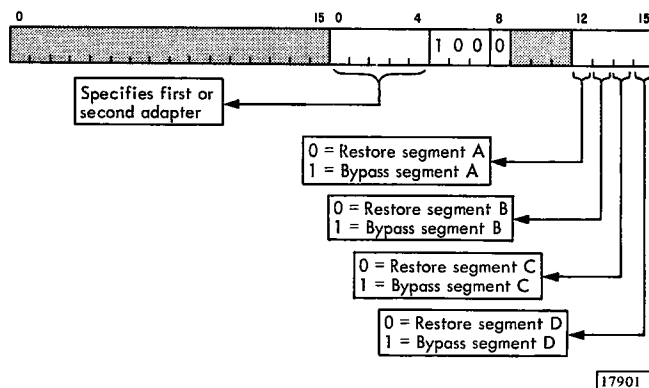 0 15 0 4 8 12 15
1 0 0 0
Specifies first or
second adapter
0 = Restore segment A
1 = Bypass segment A
0 = Restore segment B
1 = Bypass segment B
0 = Restore segment C
1 = Bypass segment C
0 = Restore segment D
1 = Bypass segment D
17901